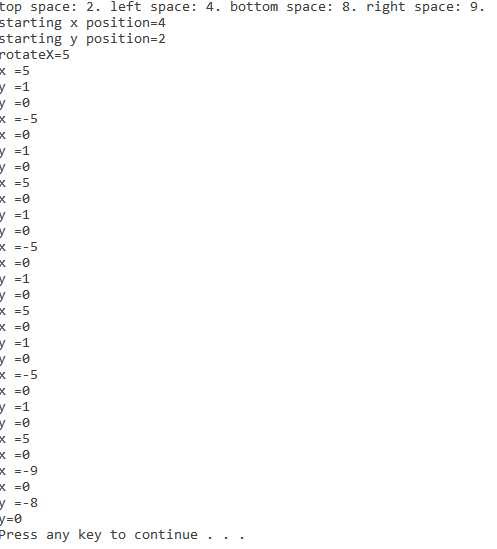 top space: 2. left space: 4. bottom space: 8. right space: 9.
starting x position=4
starting y position=2
rotateX=5
x =5
y =1
y =0
x =-5
x =0
y =1
y =0
x =5
x =0
y =1
y =0
x =-5
x =0
y =1
y =0
x =5
x =0
y =1
y =0
x =-5
x =0
y =1
y =0
x =5
x =0
x =-9
x =0
y =-8
y=0
Press any key to continue . . .